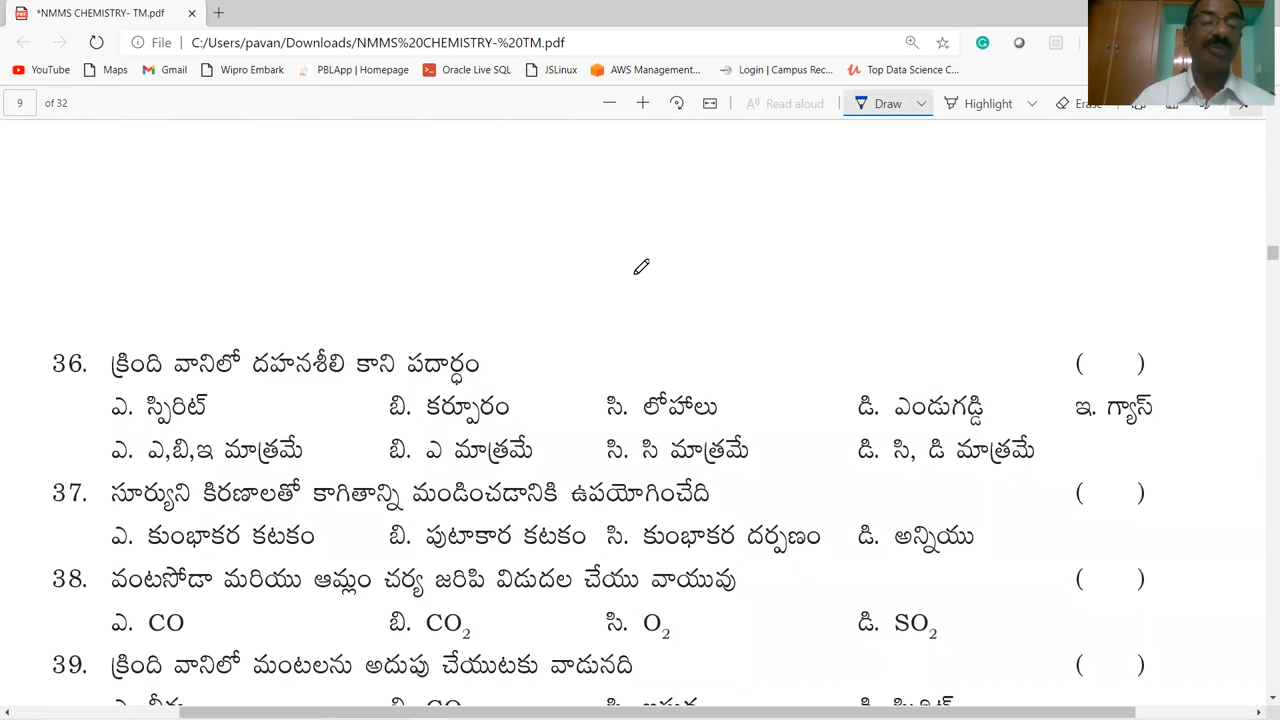 *NMMS CHEMISTRY- TM.pdf
File C:/Users/pavan/Downloads/NMMS%20CHEMISTRY-%20TM.pdf
YouTube Maps Gmail Wipro Embark PBLApp | Homepage Oracle Live SQL JSLinux AWS Management... Login | Campus Rec... Top Data Science C...
9 of 32 Read aloud Draw Highlight Erase
36. క్రింది వానిలో దహనశీలి కాని పదార్ధం ( )
ఎ. స్పిరిట్ బి. కర్పూరం సి. లోహాలు డి. ఎండుగడ్డి ఇ. గ్యాస్
ఎ. ఎ,బి,ఇ మాత్రమే బి. ఎ మాత్రమే సి. సి మాత్రమే డి. సి, డి మాత్రమే
37. సూర్యుని కిరణాలతో కాగితాన్ని మండించడానికి ఉపయోగించేది ( )
ఎ. కుంభాకర కటకం బి. పుటాకార కటకం సి. కుంభాకర దర్పణం డి. అన్నియు
38. వంటసోడా మరియు ఆమ్లం చర్య జరిపి విడుదల చేయు వాయువు ( )
ఎ. CO బి. CO2 సి. O2 డి. SO2
39. క్రింది వానిలో మంటలను అదుపు చేయుటకు వాడునది ( )